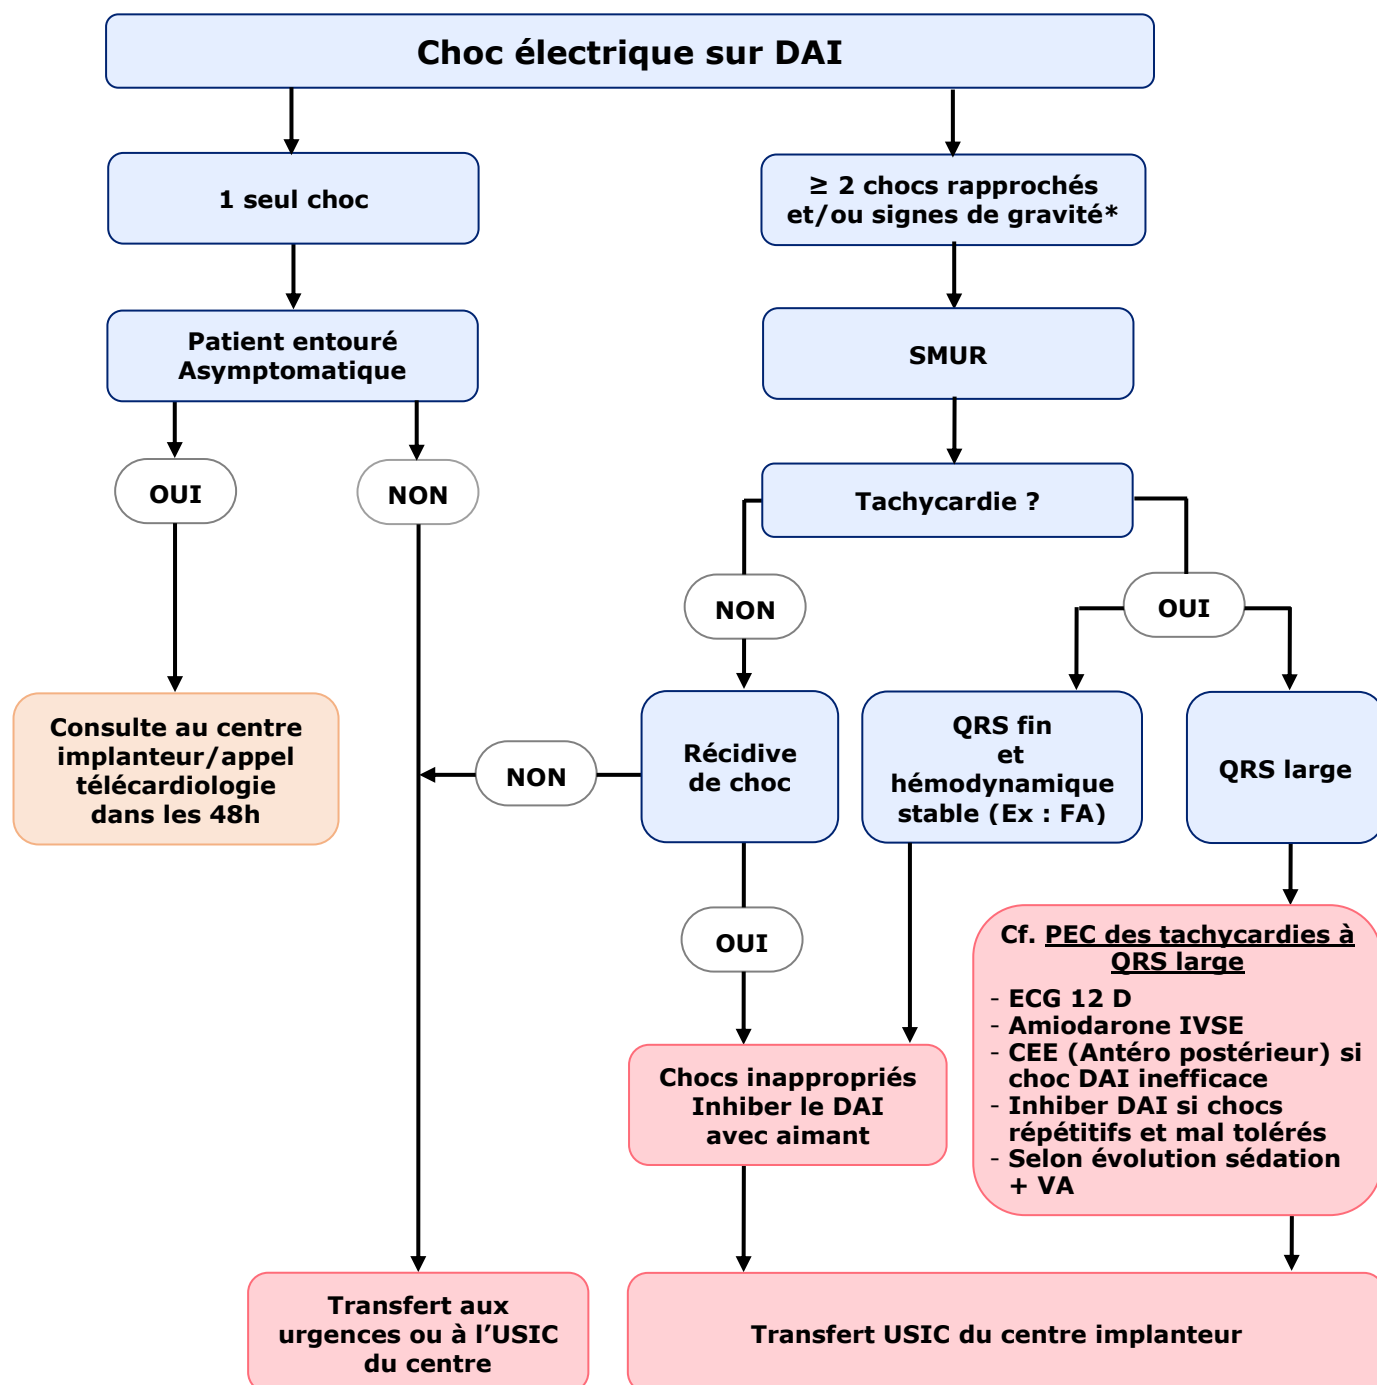 Choc électrique sur DAI
1 seul choc
≥ 2 chocs rapprochés
et/ou signes de gravité*
Patient entouré
Asymptomatique
SMUR
OUI
NON
Tachycardie ?
NON
OUI
Consulte au centre
implanteur/appel
télécardiologie
dans les 48h
NON
Récidive
de choc
QRS fin
et
hémodynamique
stable (Ex : FA)
QRS large
OUI
Cf. PEC des tachycardies à
QRS large
- ECG 12 D
- Amiodarone IVSE
- CEE (Antéro postérieur) si
choc DAI inefficace
- Inhiber DAI si chocs
répétitifs et mal tolérés
- Selon évolution sédation
+ VA
Chocs inappropriés
Inhiber le DAI
avec aimant
Transfert aux
urgences ou à l’USIC
du centre
Transfert USIC du centre implanteur